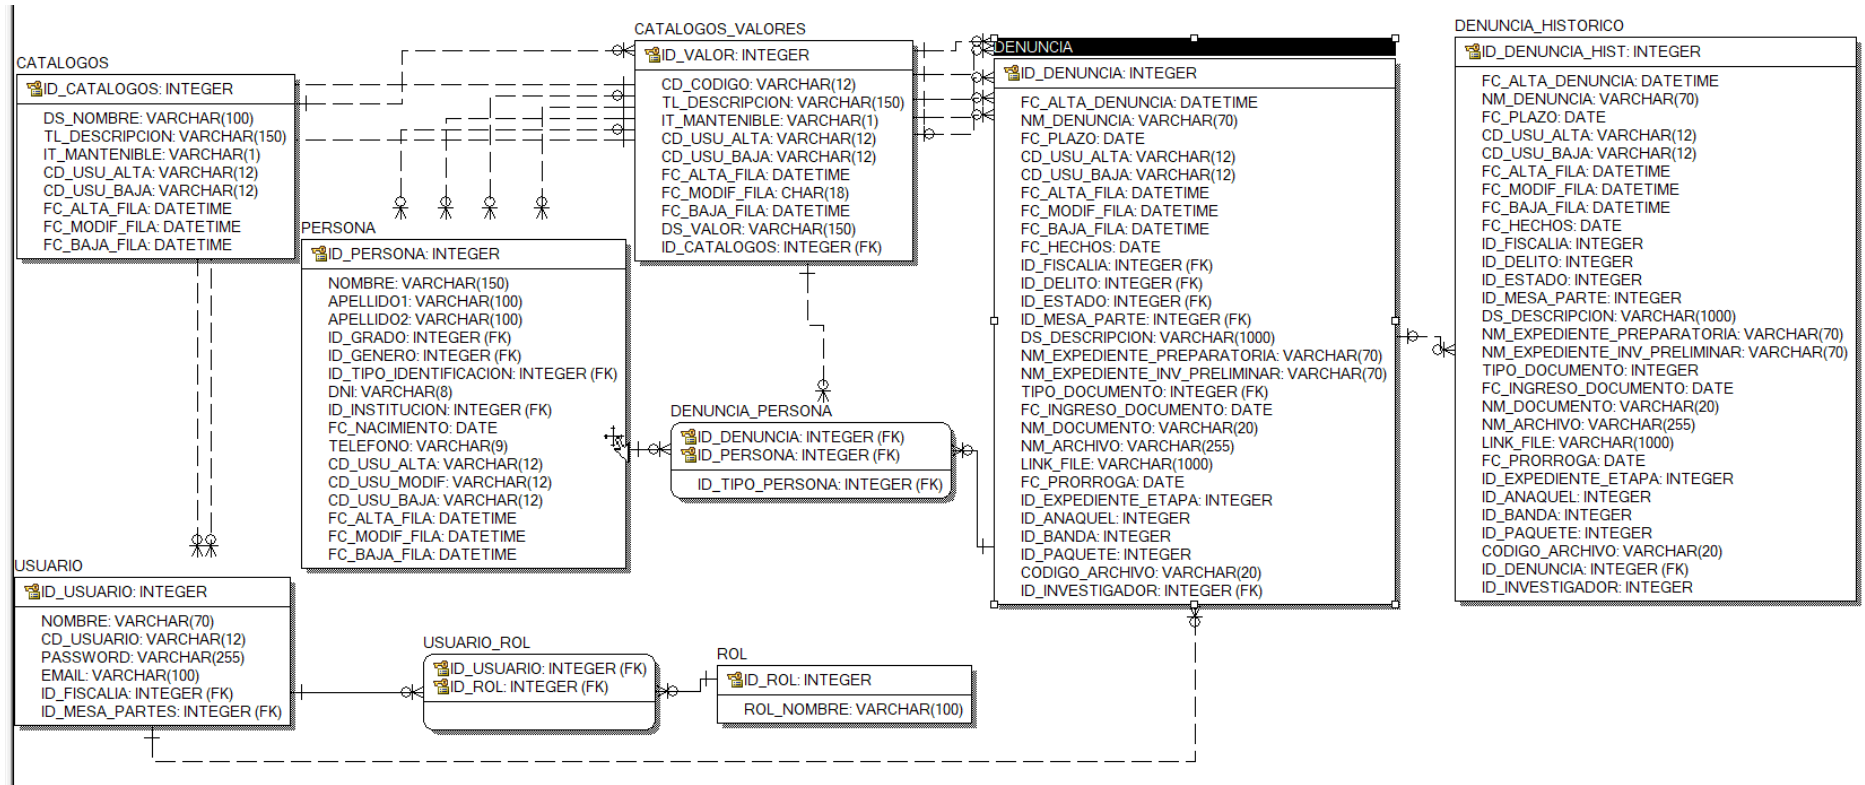 CATALOGOS
ID_CATALOGOS: INTEGER
DS_NOMBRE: VARCHAR(100)
TL_DESCRIPCION: VARCHAR(150)
IT_MANTENIBLE: VARCHAR(1)
CD_USU_ALTA: VARCHAR(12)
CD_USU_BAJA: VARCHAR(12)
FC_ALTA_FILA: DATETIME
FC_MODIF_FILA: DATETIME
FC_BAJA_FILA: DATETIME
CATALOGOS_VALORES
ID_VALOR: INTEGER
CD_CODIGO: VARCHAR(12)
TL_DESCRIPCION: VARCHAR(150)
IT_MANTENIBLE: VARCHAR(1)
CD_USU_ALTA: VARCHAR(12)
CD_USU_BAJA: VARCHAR(12)
FC_ALTA_FILA: DATETIME
FC_MODIF_FILA: CHAR(18)
FC_BAJA_FILA: DATETIME
DS_VALOR: VARCHAR(150)
ID_CATALOGOS: INTEGER (FK)
DENUNCIA
ID_DENUNCIA: INTEGER
FC_ALTA_DENUNCIA: DATETIME
NM_DENUNCIA: VARCHAR(70)
FC_PLAZO: DATE
CD_USU_ALTA: VARCHAR(12)
CD_USU_BAJA: VARCHAR(12)
FC_ALTA_FILA: DATETIME
FC_MODIF_FILA: DATETIME
FC_BAJA_FILA: DATETIME
FC_HECHOS: DATE
ID_FISCALIA: INTEGER (FK)
ID_DELITO: INTEGER (FK)
ID_ESTADO: INTEGER (FK)
ID_MESA_PARTE: INTEGER (FK)
DS_DESCRIPCION: VARCHAR(1000)
NM_EXPEDIENTE_PREPARATORIA: VARCHAR(70)
NM_EXPEDIENTE_INV_PRELIMINAR: VARCHAR(70)
TIPO_DOCUMENTO: INTEGER (FK)
FC_INGRESO_DOCUMENTO: DATE
NM_DOCUMENTO: VARCHAR(20)
NM_ARCHIVO: VARCHAR(255)
LINK_FILE: VARCHAR(1000)
FC_PRORROGA: DATE
ID_EXPEDIENTE_ETAPA: INTEGER
ID_ANAQUEL: INTEGER
ID_BANDA: INTEGER
ID_PAQUETE: INTEGER
CODIGO_ARCHIVO: VARCHAR(20)
ID_INVESTIGADOR: INTEGER (FK)
DENUNCIA_HISTORICO
ID_DENUNCIA_HIST: INTEGER
FC_ALTA_DENUNCIA: DATETIME
NM_DENUNCIA: VARCHAR(70)
FC_PLAZO: DATE
CD_USU_ALTA: VARCHAR(12)
CD_USU_BAJA: VARCHAR(12)
FC_ALTA_FILA: DATETIME
FC_MODIF_FILA: DATETIME
FC_BAJA_FILA: DATETIME
FC_HECHOS: DATE
ID_FISCALIA: INTEGER
ID_DELITO: INTEGER
ID_ESTADO: INTEGER
ID_MESA_PARTE: INTEGER
DS_DESCRIPCION: VARCHAR(1000)
NM_EXPEDIENTE_PREPARATORIA: VARCHAR(70)
NM_EXPEDIENTE_INV_PRELIMINAR: VARCHAR(70)
TIPO_DOCUMENTO: INTEGER
FC_INGRESO_DOCUMENTO: DATE
NM_DOCUMENTO: VARCHAR(20)
NM_ARCHIVO: VARCHAR(255)
LINK_FILE: VARCHAR(1000)
FC_PRORROGA: DATE
ID_EXPEDIENTE_ETAPA: INTEGER
ID_ANAQUEL: INTEGER
ID_BANDA: INTEGER
ID_PAQUETE: INTEGER
CODIGO_ARCHIVO: VARCHAR(20)
ID_DENUNCIA: INTEGER (FK)
ID_INVESTIGADOR: INTEGER
PERSONA
ID_PERSONA: INTEGER
NOMBRE: VARCHAR(150)
APELLIDO1: VARCHAR(100)
APELLIDO2: VARCHAR(100)
ID_GRADO: INTEGER (FK)
ID_GENERO: INTEGER (FK)
ID_TIPO_IDENTIFICACION: INTEGER (FK)
DNI: VARCHAR(8)
ID_INSTITUCION: INTEGER (FK)
FC_NACIMIENTO: DATE
TELEFONO: VARCHAR(9)
CD_USU_ALTA: VARCHAR(12)
CD_USU_MODIF: VARCHAR(12)
CD_USU_BAJA: VARCHAR(12)
FC_ALTA_FILA: DATETIME
FC_MODIF_FILA: DATETIME
FC_BAJA_FILA: DATETIME
DENUNCIA_PERSONA
ID_DENUNCIA: INTEGER (FK)
ID_PERSONA: INTEGER (FK)
ID_TIPO_PERSONA: INTEGER (FK)
USUARIO
ID_USUARIO: INTEGER
NOMBRE: VARCHAR(70)
CD_USUARIO: VARCHAR(12)
PASSWORD: VARCHAR(255)
EMAIL: VARCHAR(100)
ID_FISCALIA: INTEGER (FK)
ID_MESA_PARTES: INTEGER (FK)
USUARIO_ROL
ID_USUARIO: INTEGER (FK)
ID_ROL: INTEGER (FK)
ROL
ID_ROL: INTEGER
ROL_NOMBRE: VARCHAR(100)